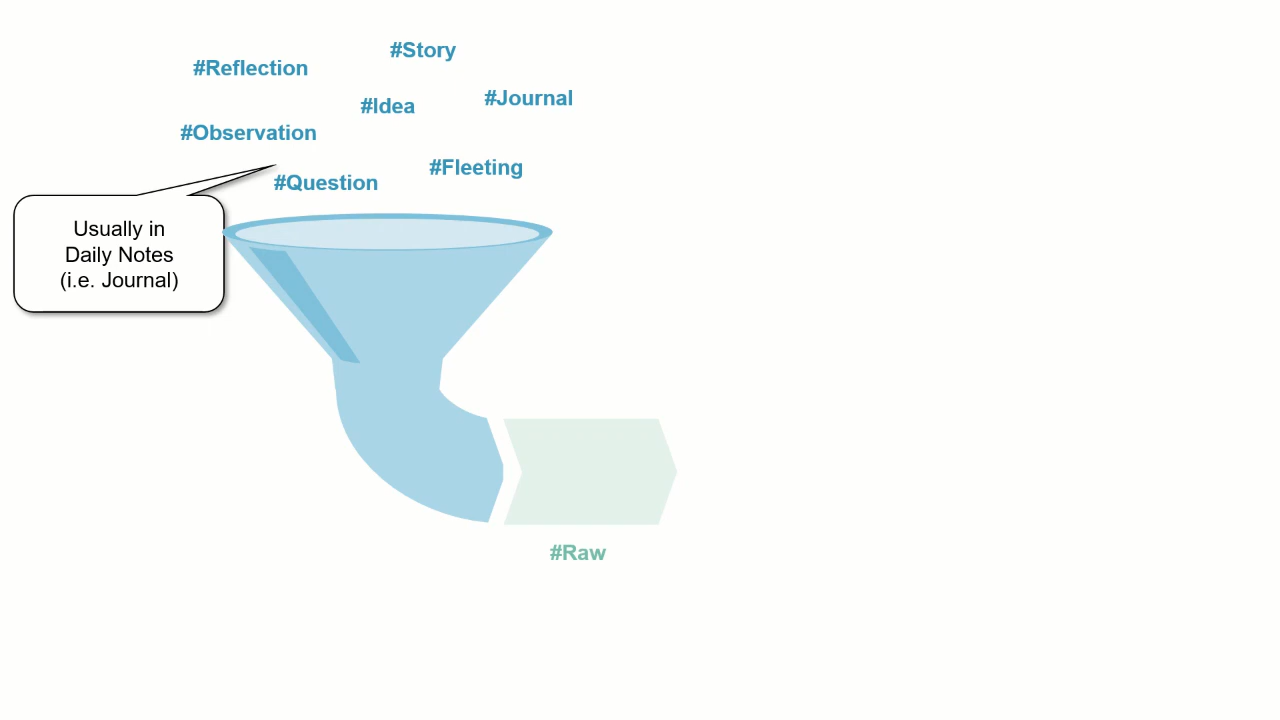 #Story
#Reflection
#Journal
#Idea
#Observation
#Fleeting
#Question
Usually in
Daily Notes
(i.e. Journal)
#Raw